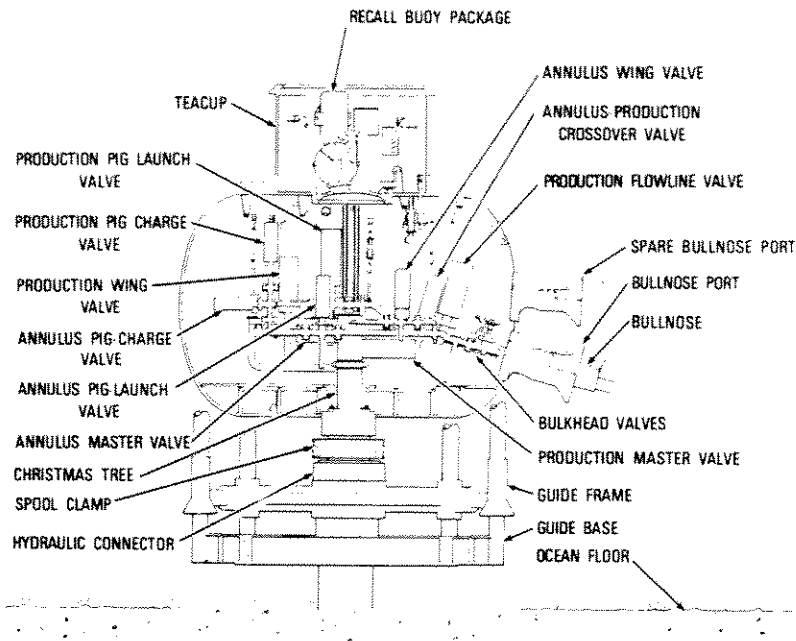 RECALL BUOY PACKAGE
TEACUP
PRODUCTION PIG LAUNCH
VALVE
PRODUCTION PIG CHARGE
VALVE
PRODUCTION WING
VALVE
ANNULUS PIG-CHARGE
VALVE
ANNULUS PIG-LAUNCH
VALVE
ANNULUS MASTER VALVE
CHRISTMAS TREE
SPOOL CLAMP
HYDRAULIC CONNECTOR
ANNULUS WING VALVE
ANNULUS-PRODUCTION
CROSSOVER VALVE
PRODUCTION FLOWLINE VALVE
SPARE BULLNOSE PORT
BULLNOSE PORT
BULLNOSE
BULKHEAD VALVES
PRODUCTION MASTER VALVE
GUIDE FRAME
GUIDE BASE
OCEAN FLOOR